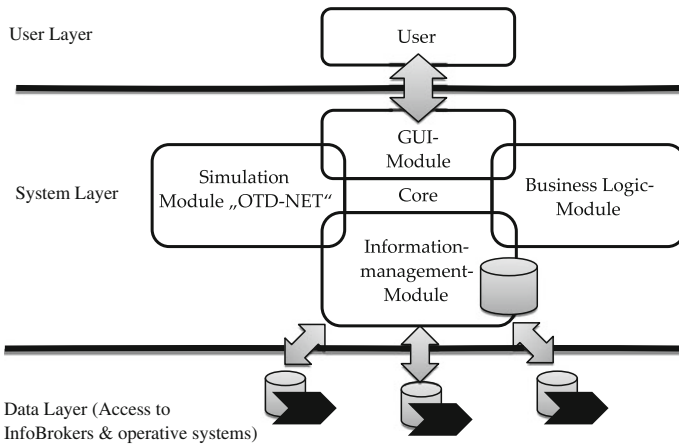 User Layer
User
GUI-
Module
Simulation
Module „OTD-NET“
System Layer
Core
Business Logic-
Module
Information-
management-
Module
Data Layer (Access to
InfoBrokers & operative systems)